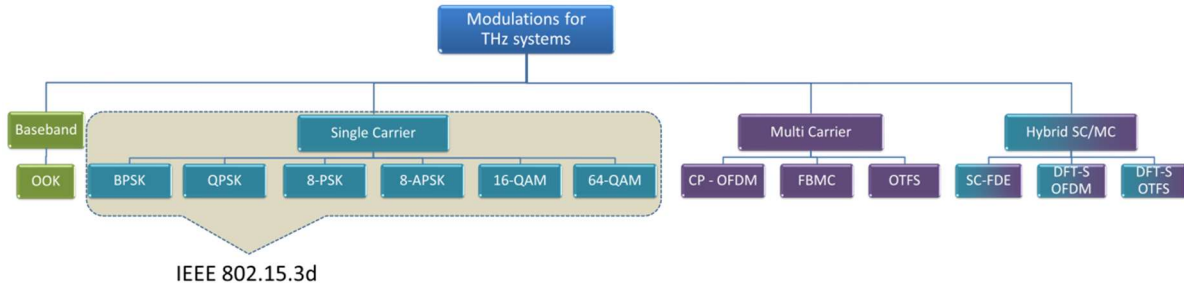 Modulations for
THz systems
Baseband
Single Carrier
Multi Carrier
Hybrid SC/MC
OOK
BPSK
QPSK
8-PSK
8-APSK
16-QAM
64-QAM
CP - OFDM
FBMC
OTFS
SC-FDE
DFT-S
OFDM
DFT-S
OTFS
IEEE 802.15.3d